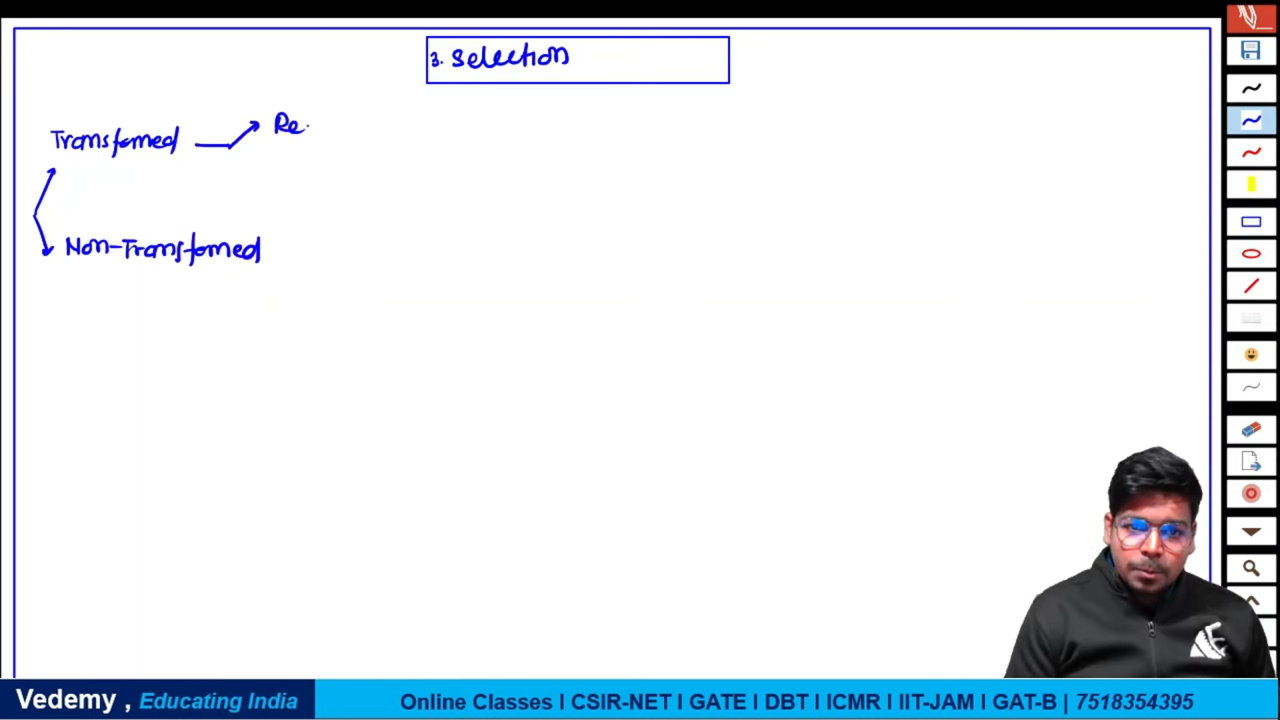 3. Selection
Transformed
Re
Non-Transformed
Vedemy , Educating India
Online Classes I CSIR-NET I GATE I DBT I ICMR I IIT-JAM I GAT-B | 7518354395